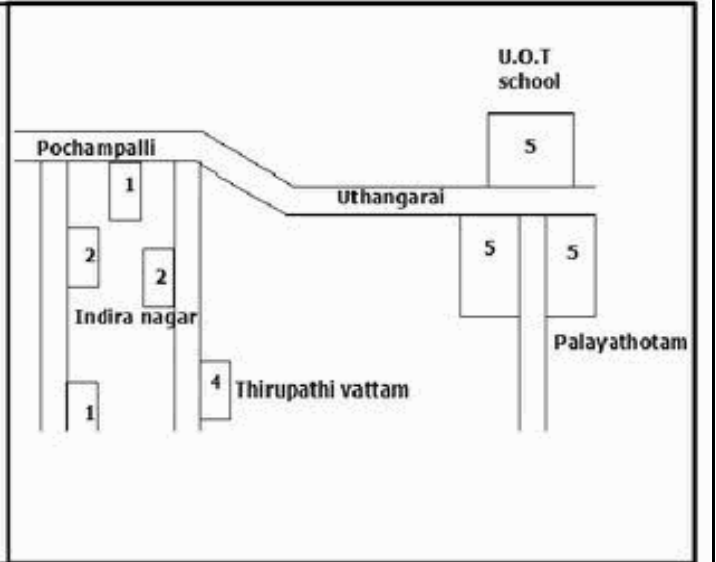 U.O.T
school
5
Pochampalli
1
Uthangarai
2
2
5
5
Indira nagar
Palayathotam
4
Thirupathi vattam
1